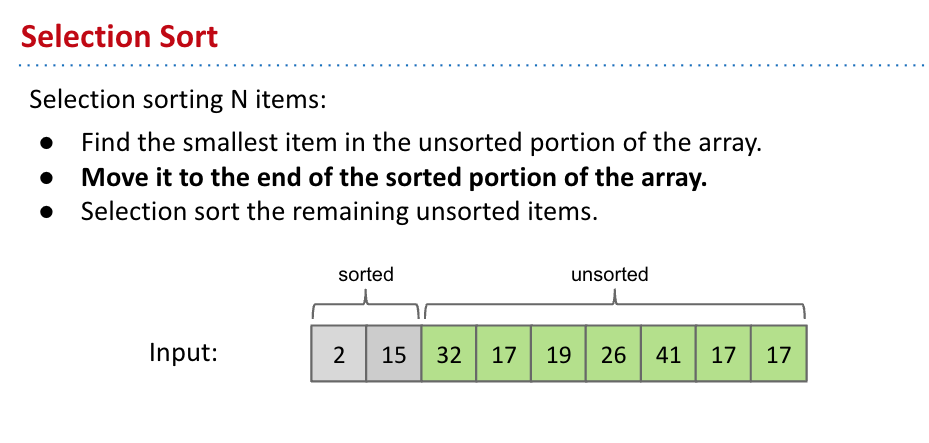 Selection Sort
Selection sorting N items:
● Find the smallest item in the unsorted portion of the array.
● Move it to the end of the sorted portion of the array.
● Selection sort the remaining unsorted items.
sorted unsorted
Input: 2 15 32 17 19 26 41 17 17